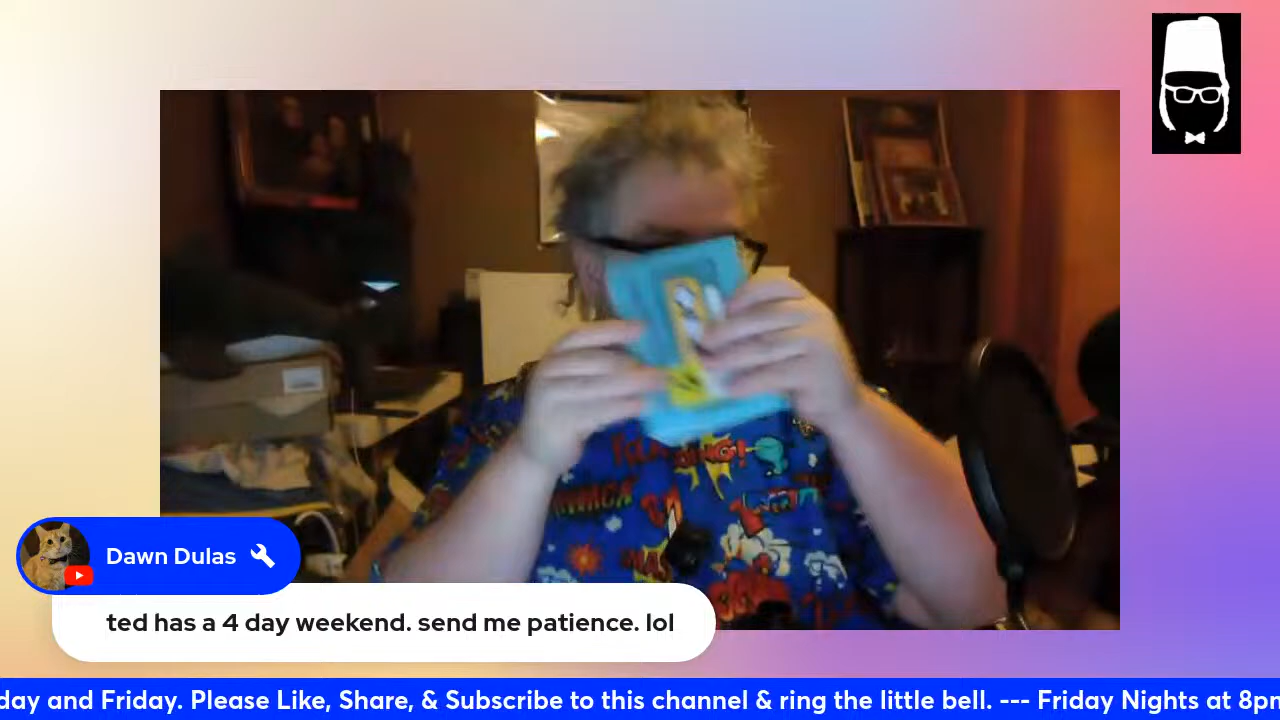 Dawn Dulas
ted has a 4 day weekend. send me patience. lol
day and Friday. Please Like, Share, & Subscribe to this channel & ring the little bell. --- Friday Nights at 8pm